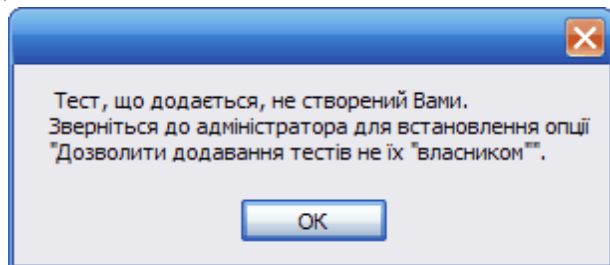 Тест, що додається, не створений Вами.
Зверніться до адміністратора для встановлення опції
"Дозволити додавання тестів не їх "власником"".
OK